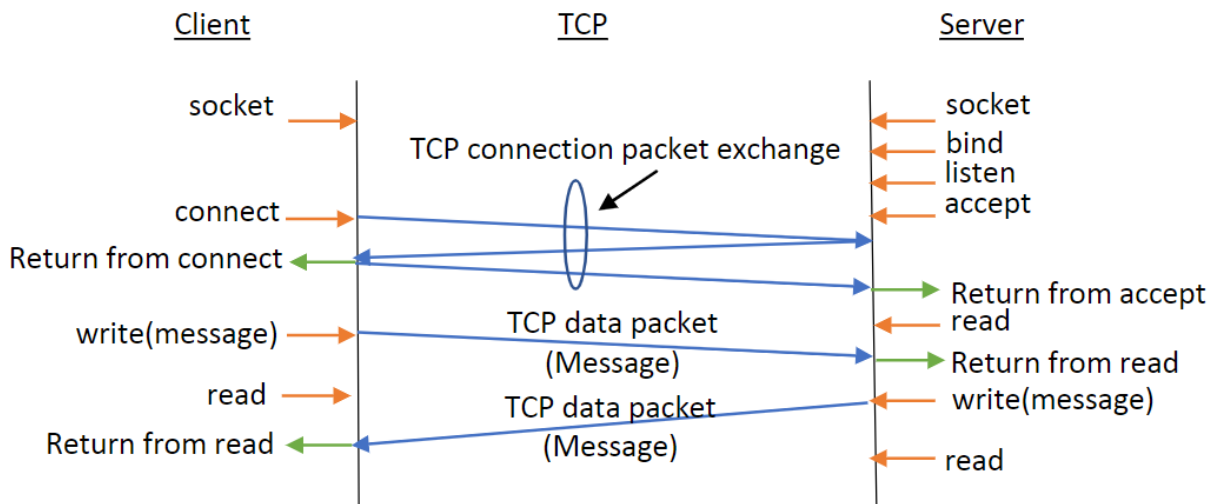 Client
TCP
Server
socket
socket
bind
TCP connection packet exchange
listen
connect
accept
Return from connect
Return from accept
write(message)
TCP data packet
(Message)
read
Return from read
read
TCP data packet
(Message)
write(message)
Return from read
read